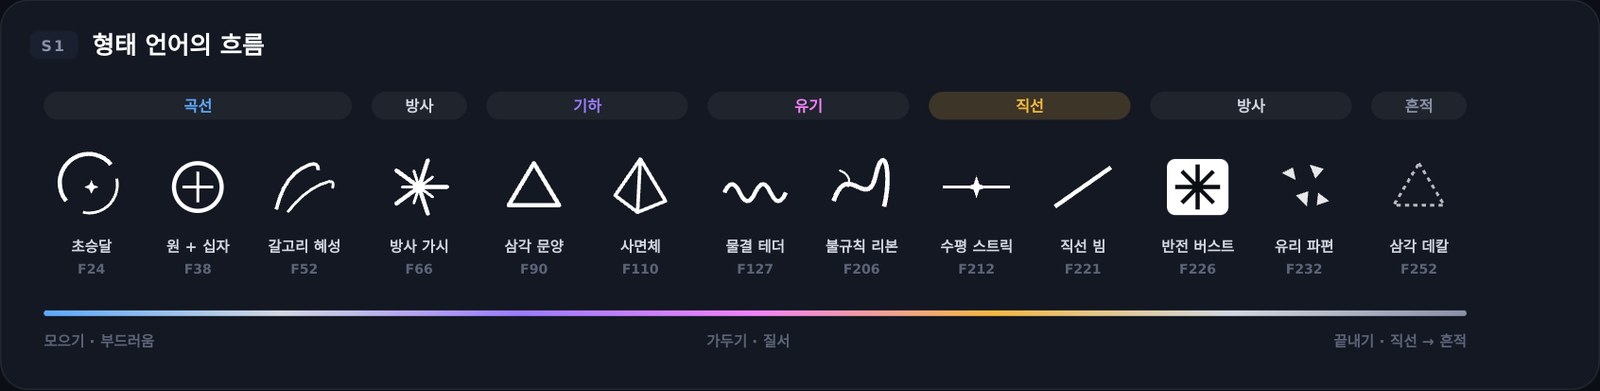 S1 형태 언어의 흐름
곡선 방사 기하 유기 직선 방사 흔적
초승달 원 + 십자 갈고리 혜성 방사 가시 삼각 문양 사면체 물결 테더 불규칙 리본 수평 스트릭 직선 빔 반전 버스트 유리 파편 삼각 데칼
F24 F38 F52 F66 F90 F110 F127 F206 F212 F221 F226 F232 F252
모으기 · 부드러움 가두기 · 질서 끝내기 · 직선 → 흔적